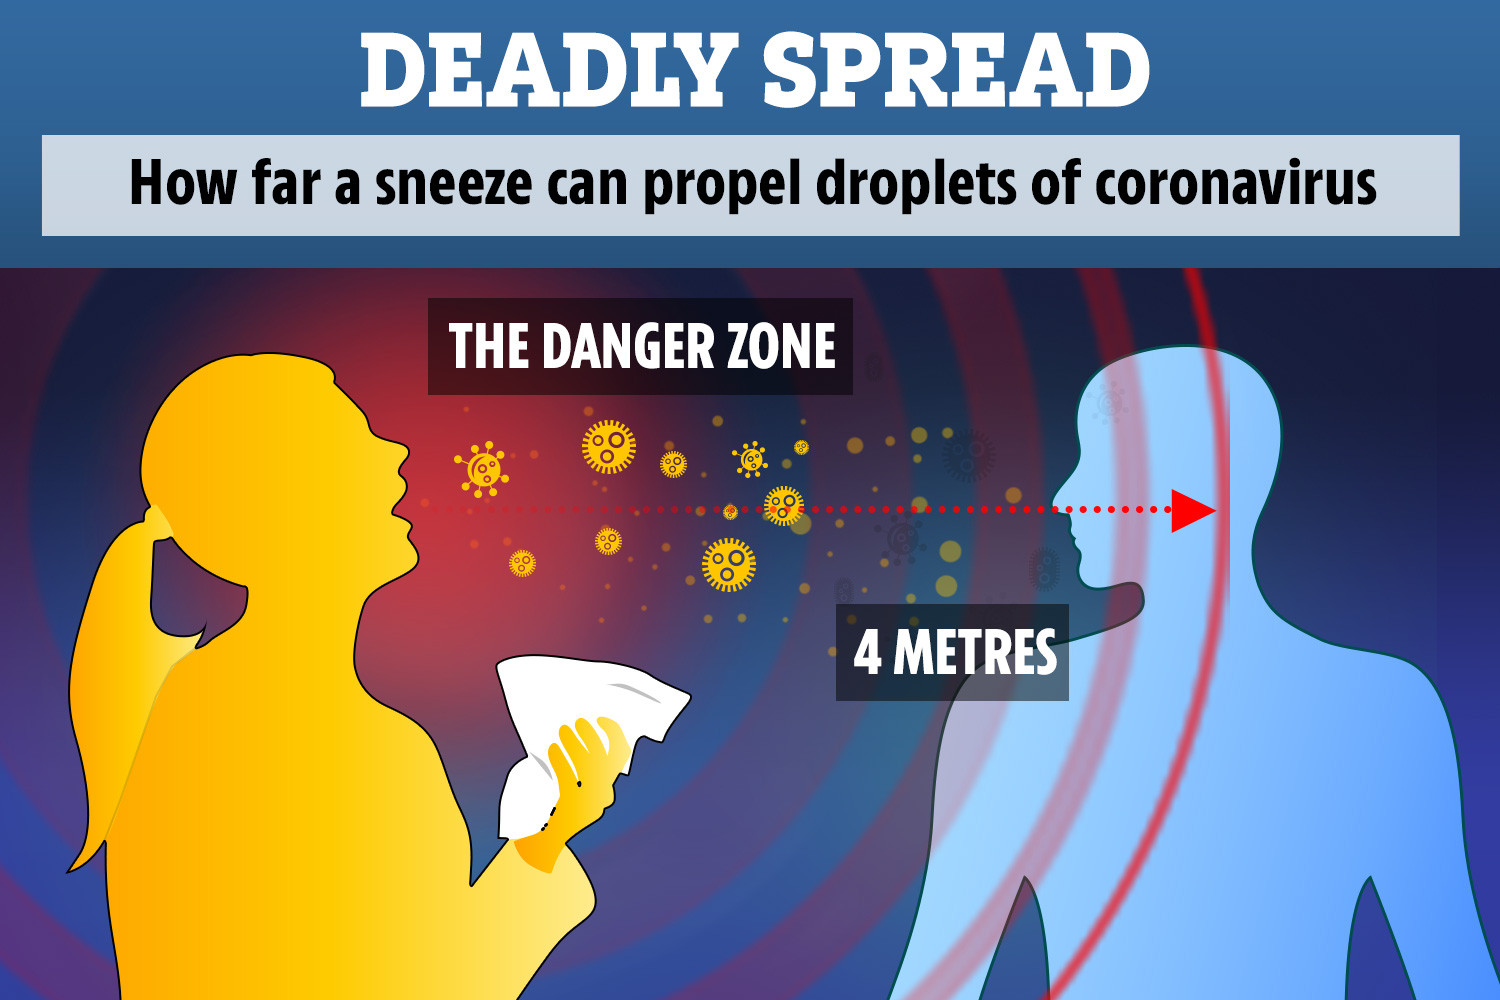 DEADLY SPREAD
How far a sneeze can propel droplets of coronavirus
THE DANGER ZONE
4 METRES